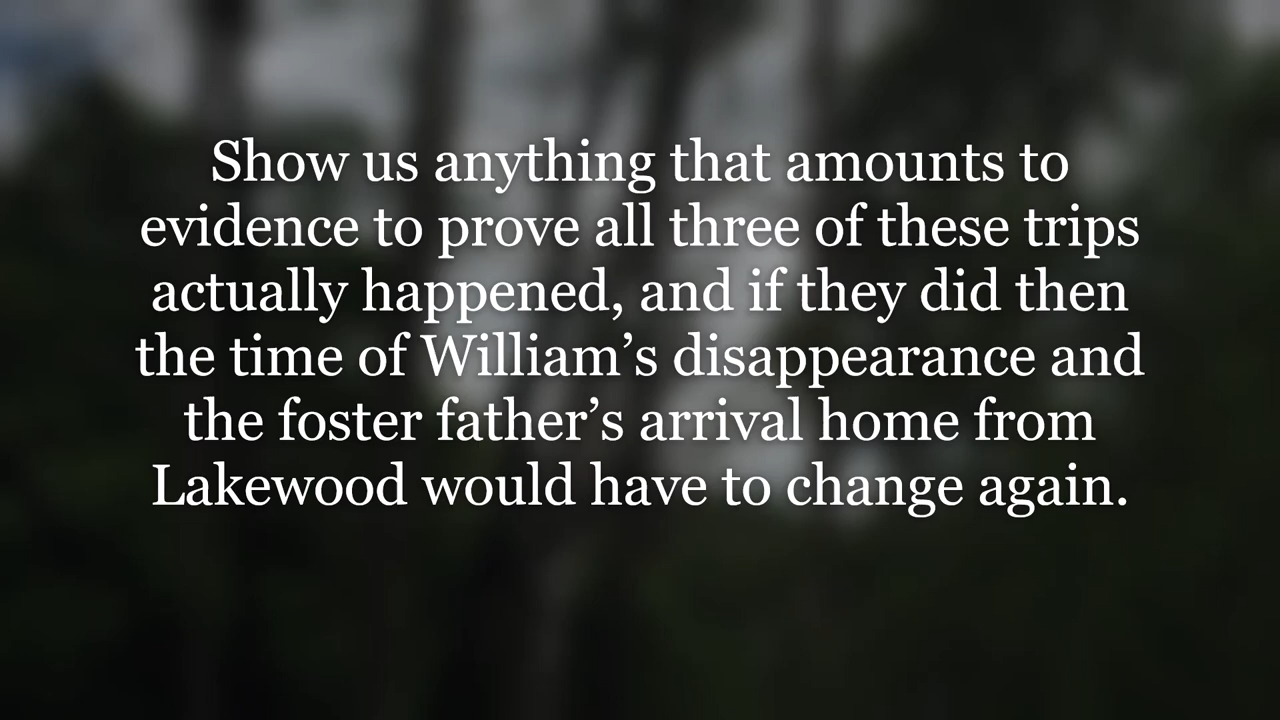 Show us anything that amounts to
evidence to prove all three of these trips
actually happened, and if they did then
the time of William’s disappearance and
the foster father’s arrival home from
Lakewood would have to change again.